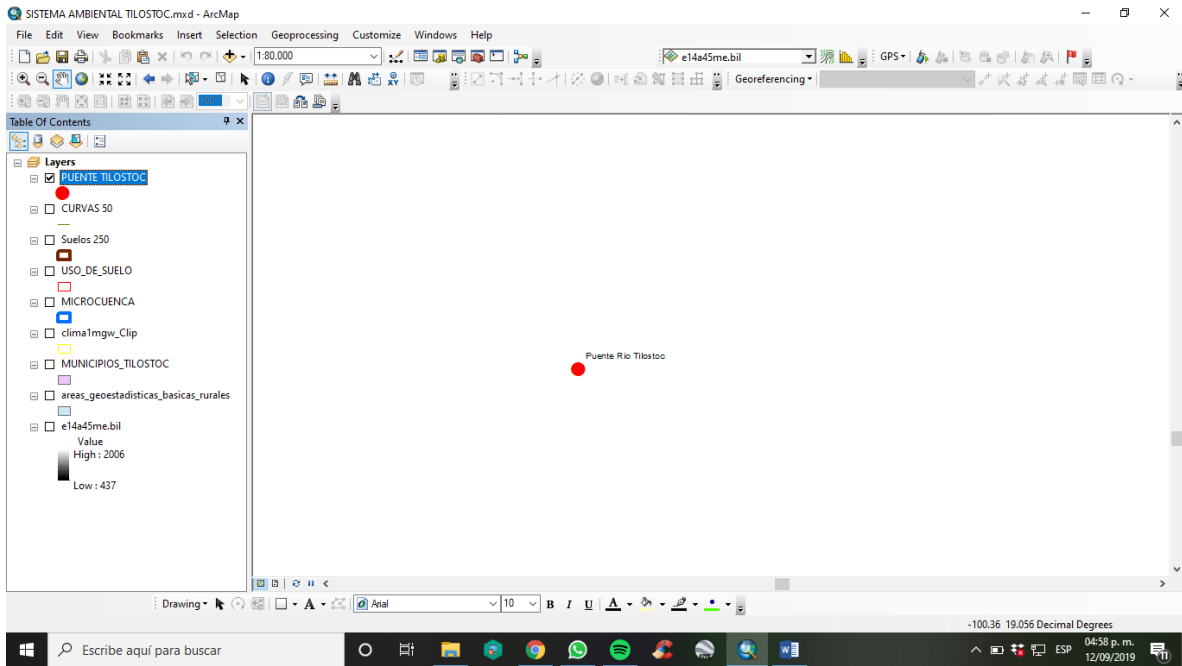 SISTEMA AMBIENTAL TILOSTOC.mxd - ArcMap
File Edit View Bookmarks Insert Selection Geoprocessing Customize Windows Help
1:80.000
e14a45me.bil
GPS
Georeferencing
100%
Table Of Contents
Layers
PUENTE TILOSTOC
CURVAS 50
Suelos 250
USO_DE_SUELO
MICROCUENCA
clima1mgw_Clip
MUNICIPIOS_TILOSTOC
areas_geoestadisticas_basicas_rurales
e14a45me.bil
Value
High : 2006
Low : 437
Puente Rio Tilostoc
Drawing A Arial 10 B I U A
-100.36 19.056 Decimal Degrees
Escribe aquí para buscar
ESP
04:58 p. m.
12/09/2019